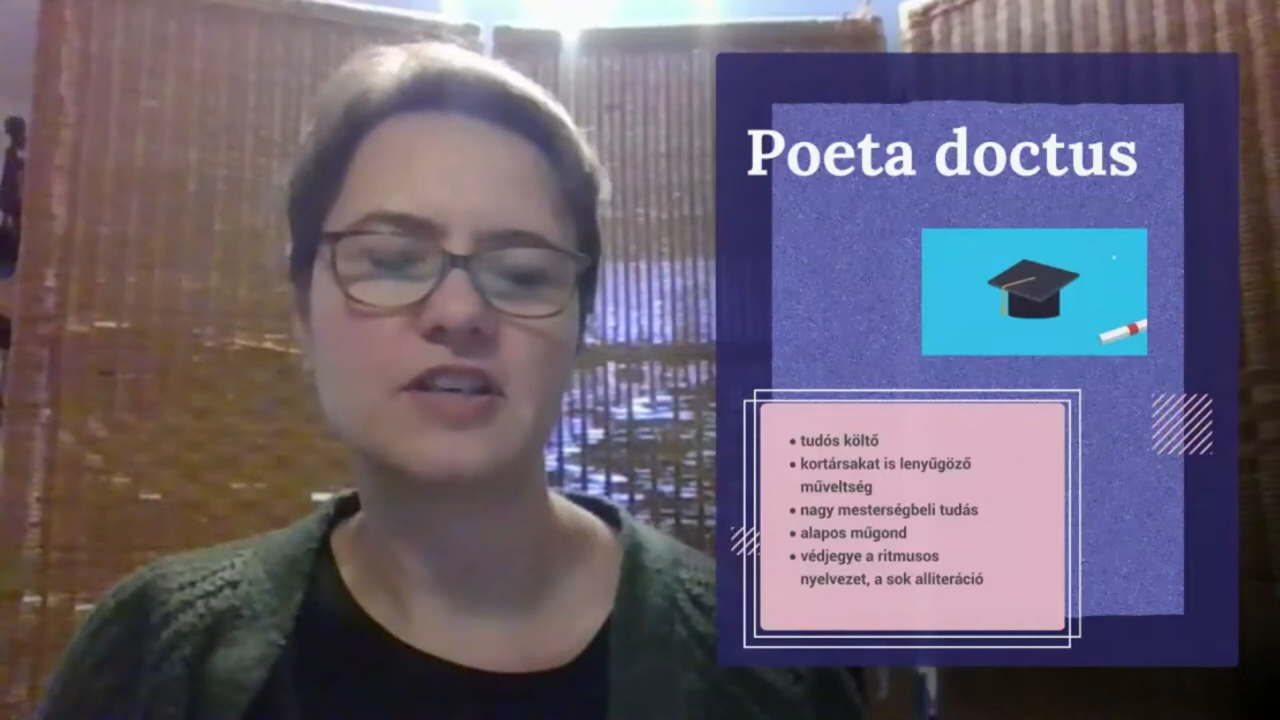 Poeta doctus
• tudós költő
• kortársakat is lenyűgöző
műveltség
• nagy mesterségbeli tudás
• alapos műgond
• védjegye a ritmusos
nyelvezet, a sok alliteráció